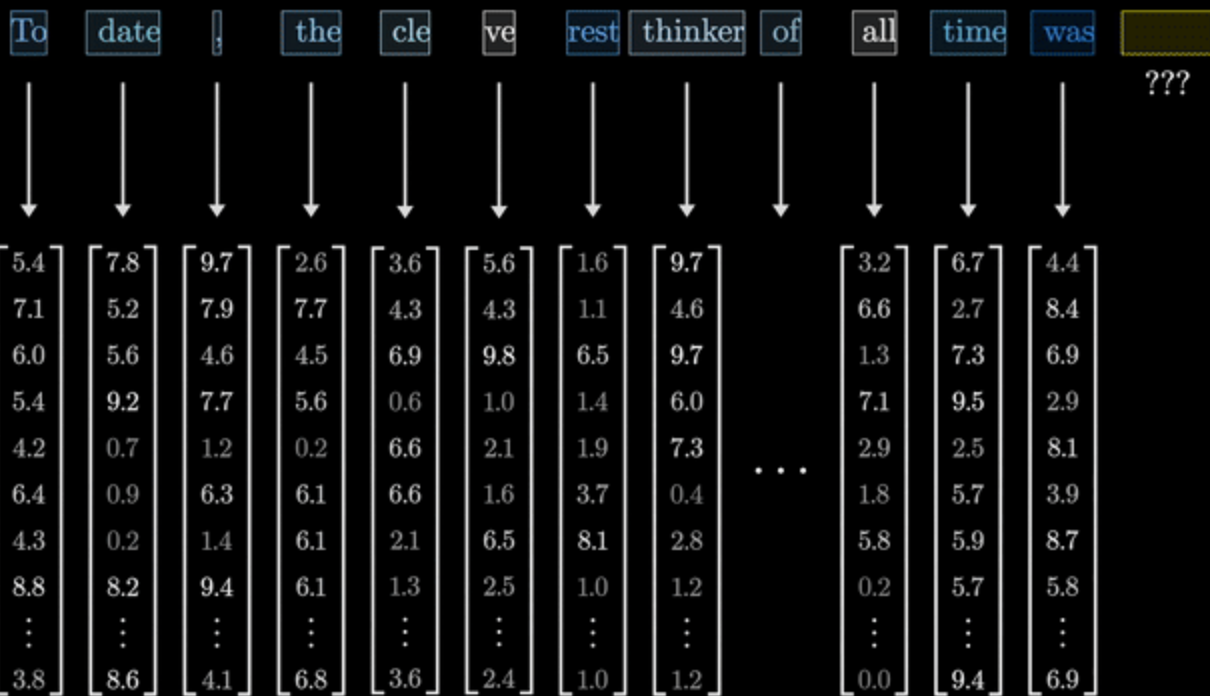 To date , the cle ve rest thinker of all time was
???
5.4 7.8 9.7 2.6 3.6 5.6 1.6 9.7 3.2 6.7 4.4
7.1 5.2 7.9 7.7 4.3 4.3 1.1 4.6 6.6 2.7 8.4
6.0 5.6 4.6 4.5 6.9 9.8 6.5 9.7 1.3 7.3 6.9
5.4 9.2 7.7 5.6 0.6 1.0 1.4 6.0 7.1 9.5 2.9
4.2 0.7 1.2 0.2 6.6 2.1 1.9 7.3 ... 2.9 2.5 8.1
6.4 0.9 6.3 6.1 6.6 1.6 3.7 0.4 1.8 5.7 3.9
4.3 0.2 1.4 6.1 2.1 6.5 8.1 2.8 5.8 5.9 8.7
8.8 8.2 9.4 6.1 1.3 2.5 1.0 1.2 0.2 5.7 5.8
⋮ ⋮ ⋮ ⋮ ⋮ ⋮ ⋮ ⋮ ⋮ ⋮ ⋮
3.8 8.6 4.1 6.8 3.6 2.4 1.0 1.2 0.0 9.4 6.9